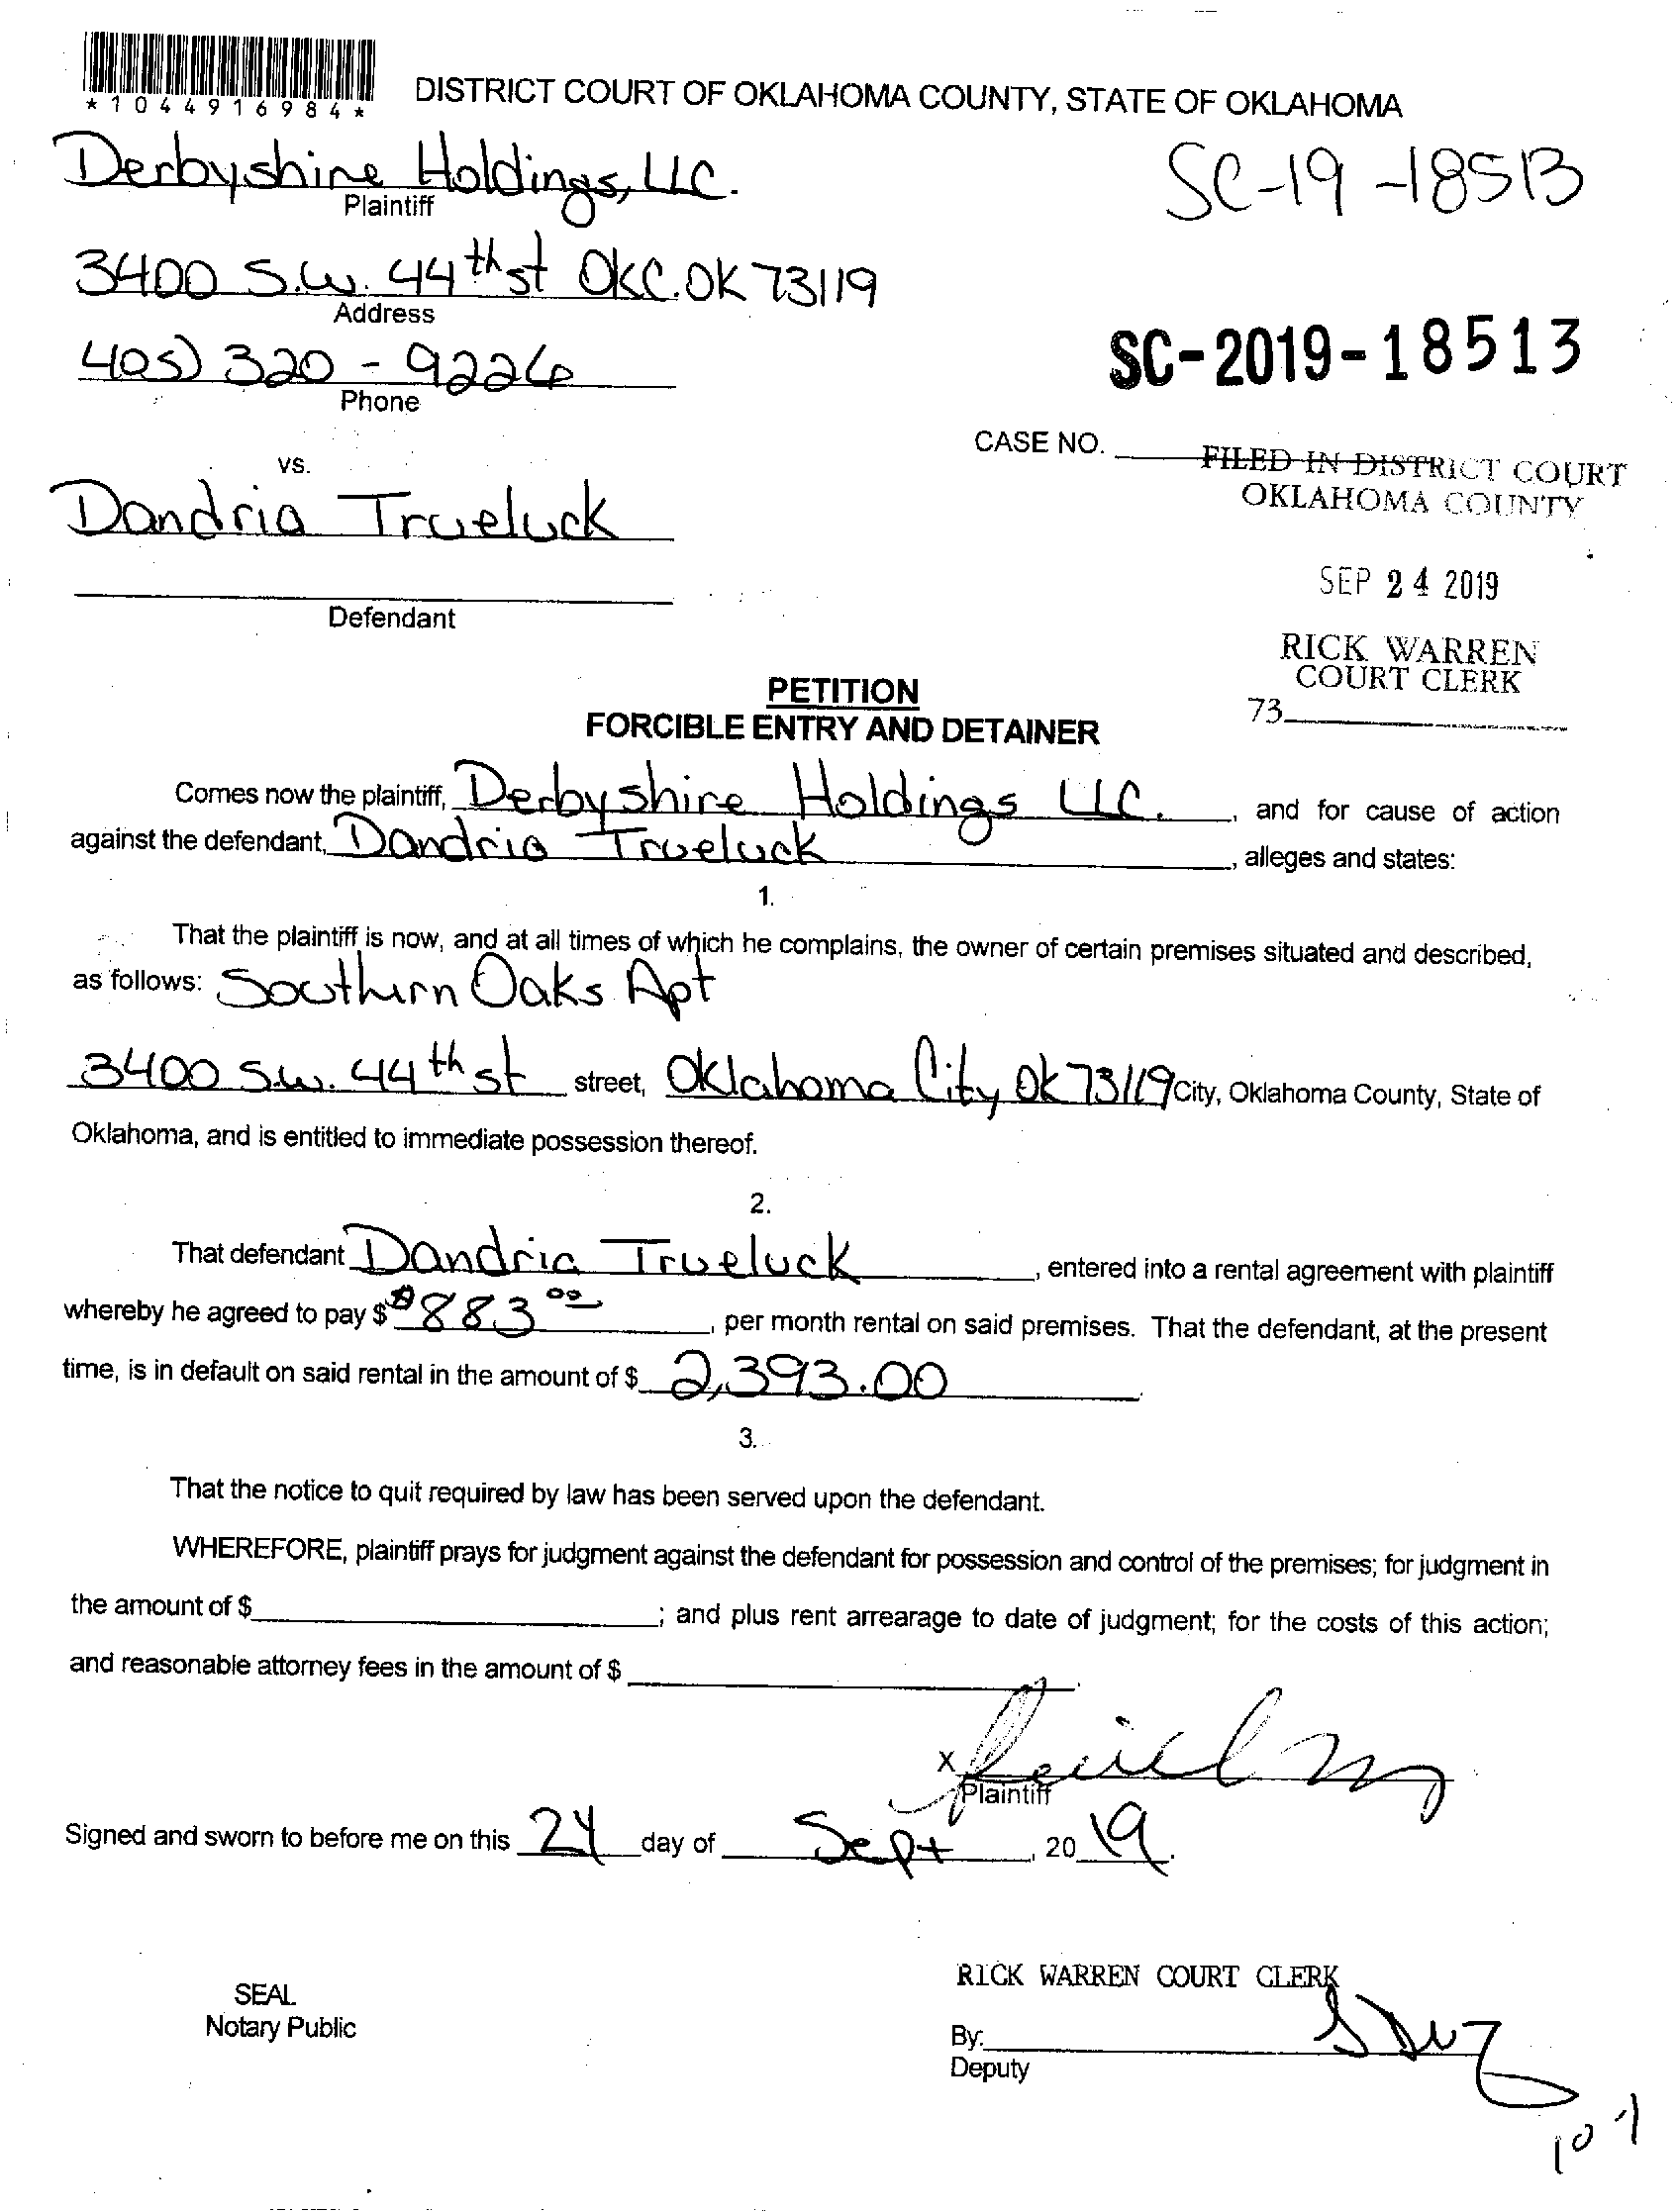 *1044916984*
DISTRICT COURT OF OKLAHOMA COUNTY, STATE OF OKLAHOMA
Derbyshire Holdings, LLC.
Plaintiff
SC-19-18513
3400 S.W. 44th st OKC. OK 73119
Address
405) 320 - 9226
Phone
SC-2019-18513
CASE NO.
FILED IN DISTRICT COURT
OKLAHOMA COUNTY
vs.
Dandria Trueluck
SEP 24 2019
Defendant
RICK WARREN
COURT CLERK
73
PETITION
FORCIBLE ENTRY AND DETAINER
Comes now the plaintiff, Derbyshire Holdings LLC. , and for cause of action
against the defendant, Dandria Trueluck , alleges and states:
1.
That the plaintiff is now, and at all times of which he complains, the owner of certain premises situated and described,
as follows: Southern Oaks Apt
3400 S.W. 44th st street, Oklahoma City, Ok 73119 City, Oklahoma County, State of
Oklahoma, and is entitled to immediate possession thereof.
2.
That defendant Dandria Trueluck , entered into a rental agreement with plaintiff
whereby he agreed to pay $ $883.00 , per month rental on said premises. That the defendant, at the present
time, is in default on said rental in the amount of $ 2,393.00
3.
That the notice to quit required by law has been served upon the defendant.
WHEREFORE, plaintiff prays for judgment against the defendant for possession and control of the premises; for judgment in
the amount of $ ; and plus rent arrearage to date of judgment; for the costs of this action;
and reasonable attorney fees in the amount of $ .
X
Plaintiff
Signed and sworn to before me on this 24 day of Sept , 20 19.
RICK WARREN COURT CLERK
SEAL
Notary Public
By:
Deputy